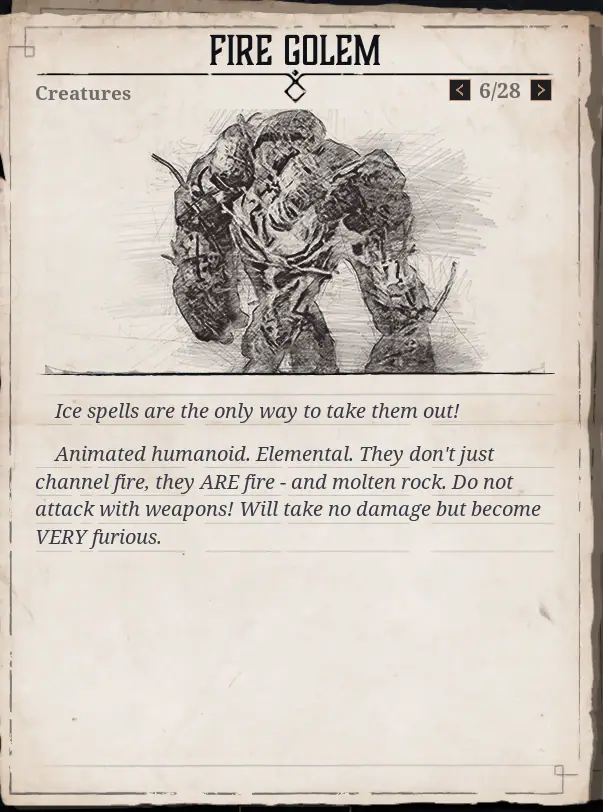 FIRE GOLEM
Creatures
6/28
Ice spells are the only way to take them out!
Animated humanoid. Elemental. They don't just
channel fire, they ARE fire - and molten rock. Do not
attack with weapons! Will take no damage but become
VERY furious.